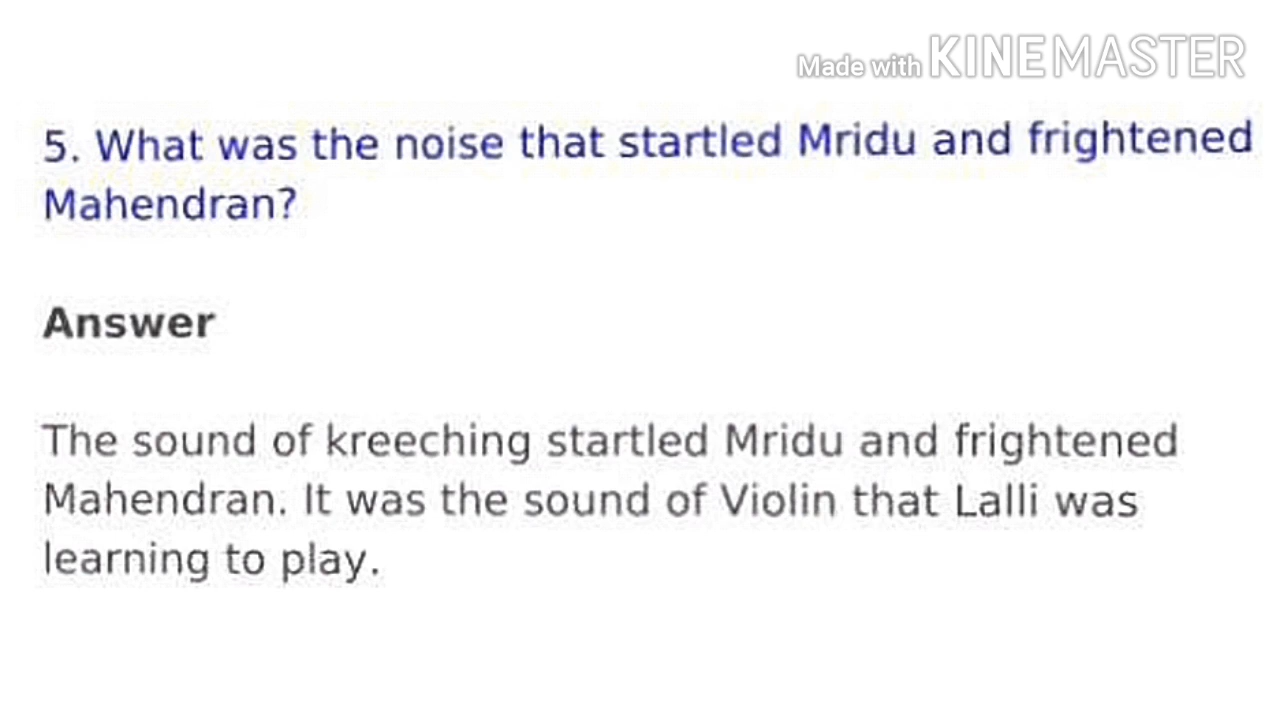 Made with KINEMASTER
5. What was the noise that startled Mridu and frightened
Mahendran?
Answer
The sound of kreeching startled Mridu and frightened
Mahendran. It was the sound of Violin that Lalli was
learning to play.